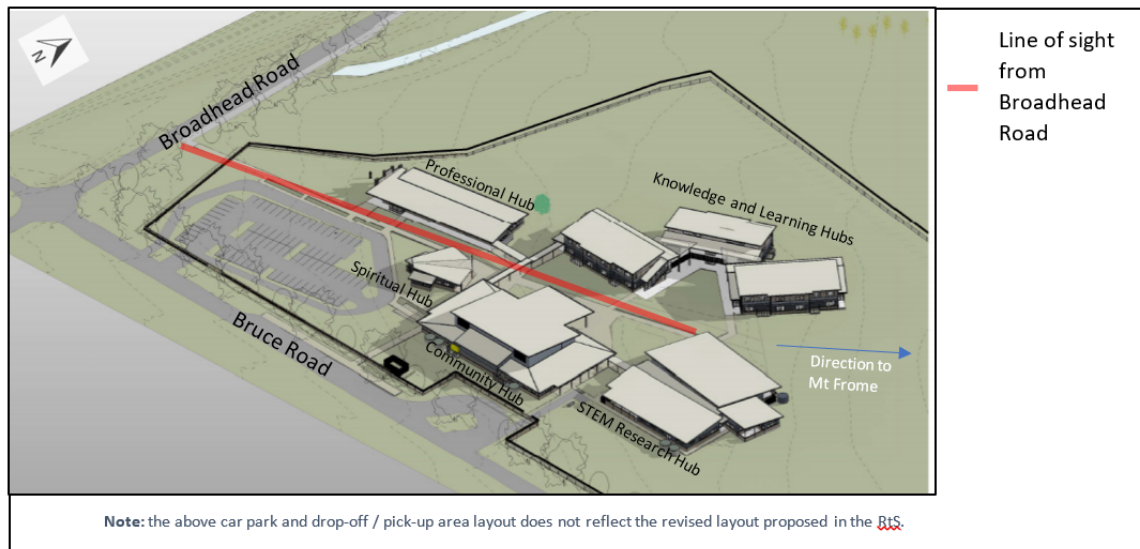 N
Broadhead Road
Professional Hub
Knowledge and Learning Hubs
Spiritual Hub
Bruce Road
Community Hub
STEM Research Hub
Direction to
Mt Frome
Line of sight
from
Broadhead
Road
Note: the above car park and drop-off / pick-up area layout does not reflect the revised layout proposed in the RtS.